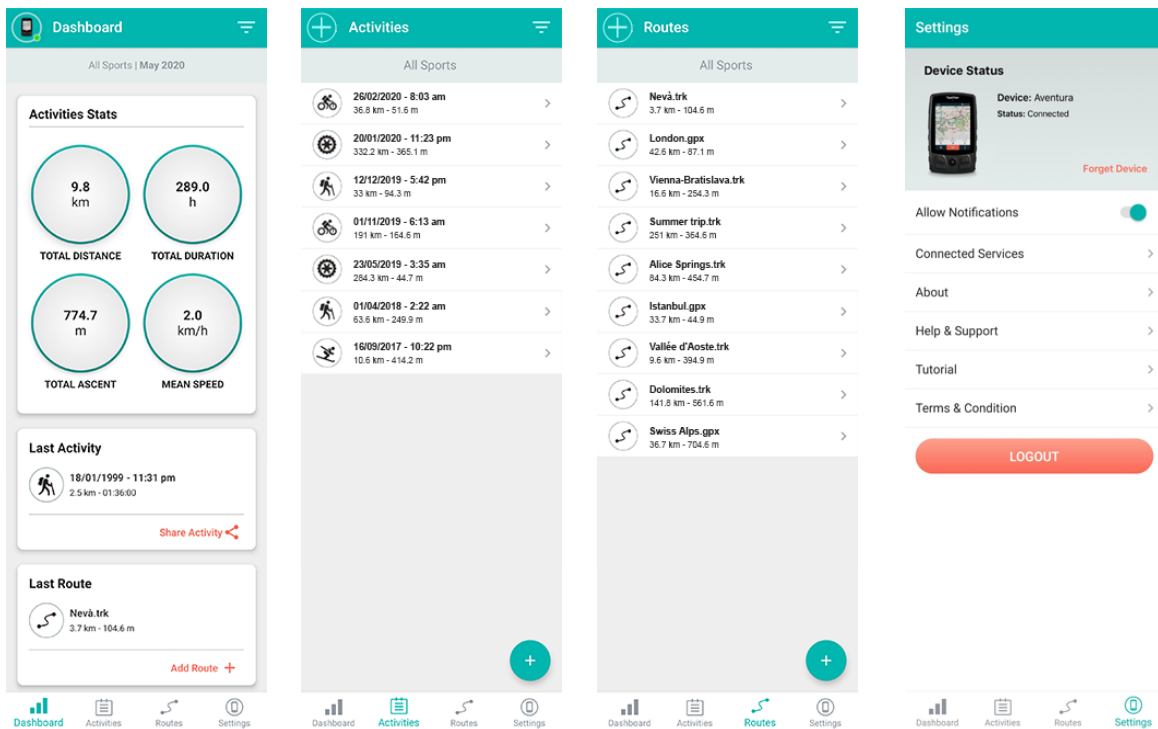 Dashboard
All Sports | May 2020
Activities Stats
9.8
km
289.0
h
TOTAL DISTANCE
TOTAL DURATION
774.7
m
2.0
km/h
TOTAL ASCENT
MEAN SPEED
Last Activity
18/01/1999 - 11:31 pm
2.5 km - 01:36:00
Share Activity
Last Route
Nevà.trk
3.7 km - 104.6 m
Add Route +
Dashboard
Activities
Routes
Settings
Activities
All Sports
26/02/2020 - 8:03 am
36.8 km - 51.6 m
20/01/2020 - 11:23 pm
332.2 km - 365.1 m
12/12/2019 - 5:42 pm
33 km - 94.3 m
01/11/2019 - 6:13 am
191 km - 164.6 m
23/05/2019 - 3:35 am
284.3 km - 44.7 m
01/04/2018 - 2:22 am
63.6 km - 249.9 m
16/09/2017 - 10:22 pm
10.6 km - 414.2 m
Dashboard
Activities
Routes
Settings
Routes
All Sports
Nevà.trk
3.7 km - 104.6 m
London.gpx
42.6 km - 87.1 m
Vienna-Bratislava.trk
16.6 km - 254.3 m
Summer trip.trk
251 km - 364.6 m
Alice Springs.trk
84.3 km - 454.7 m
Istanbul.gpx
33.7 km - 44.9 m
Vallée d'Aoste.trk
9.6 km - 394.9 m
Dolomites.trk
141.8 km - 561.6 m
Swiss Alps.gpx
36.7 km - 704.6 m
Dashboard
Activities
Routes
Settings
Settings
Device Status
Device: Aventura
Status: Connected
Forget Device
Allow Notifications
Connected Services
About
Help & Support
Tutorial
Terms & Condition
LOGOUT
Dashboard
Activities
Routes
Settings